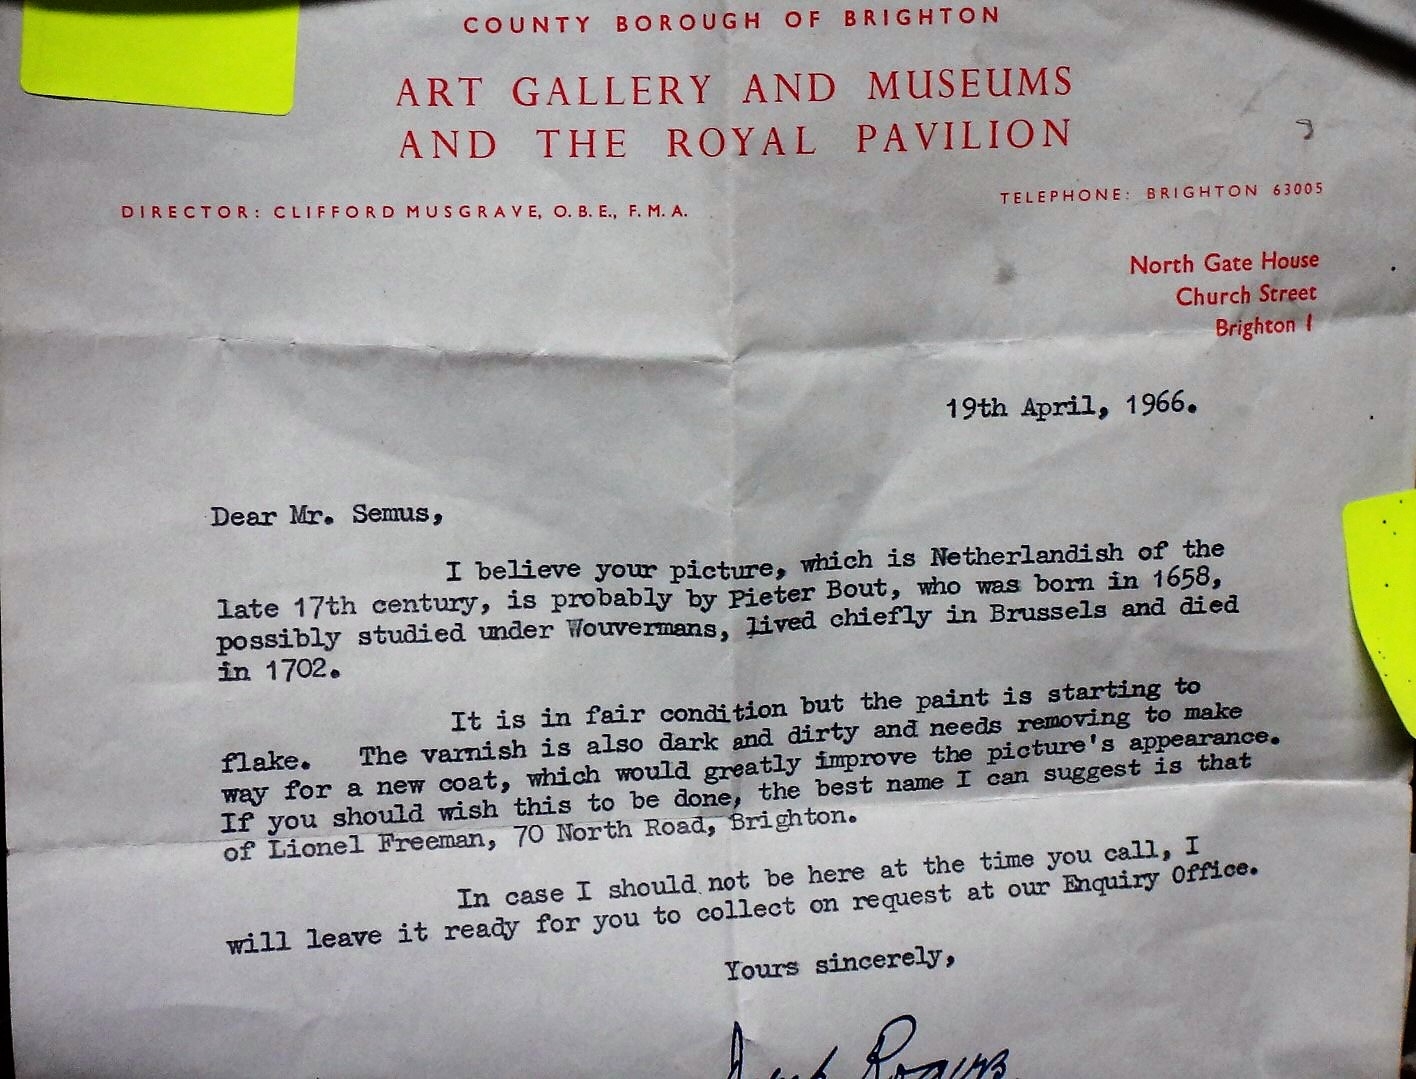 COUNTY BOROUGH OF BRIGHTON
ART GALLERY AND MUSEUMS
AND THE ROYAL PAVILION
DIRECTOR: CLIFFORD MUSGRAVE, O.B.E., F.M.A.
TELEPHONE: BRIGHTON 63005
North Gate House
Church Street
Brighton 1
19th April, 1966.
Dear Mr. Semus,
I believe your picture, which is Netherlandish of the
late 17th century, is probably by Pieter Bout, who was born in 1658,
possibly studied under Wouvermans, lived chiefly in Brussels and died
in 1702.
It is in fair condition but the paint is starting to
flake. The varnish is also dark and dirty and needs removing to make
way for a new coat, which would greatly improve the picture's appearance.
If you should wish this to be done, the best name I can suggest is that
of Lionel Freeman, 70 North Road, Brighton.
In case I should not be here at the time you call, I
will leave it ready for you to collect on request at our Enquiry Office.
Yours sincerely,